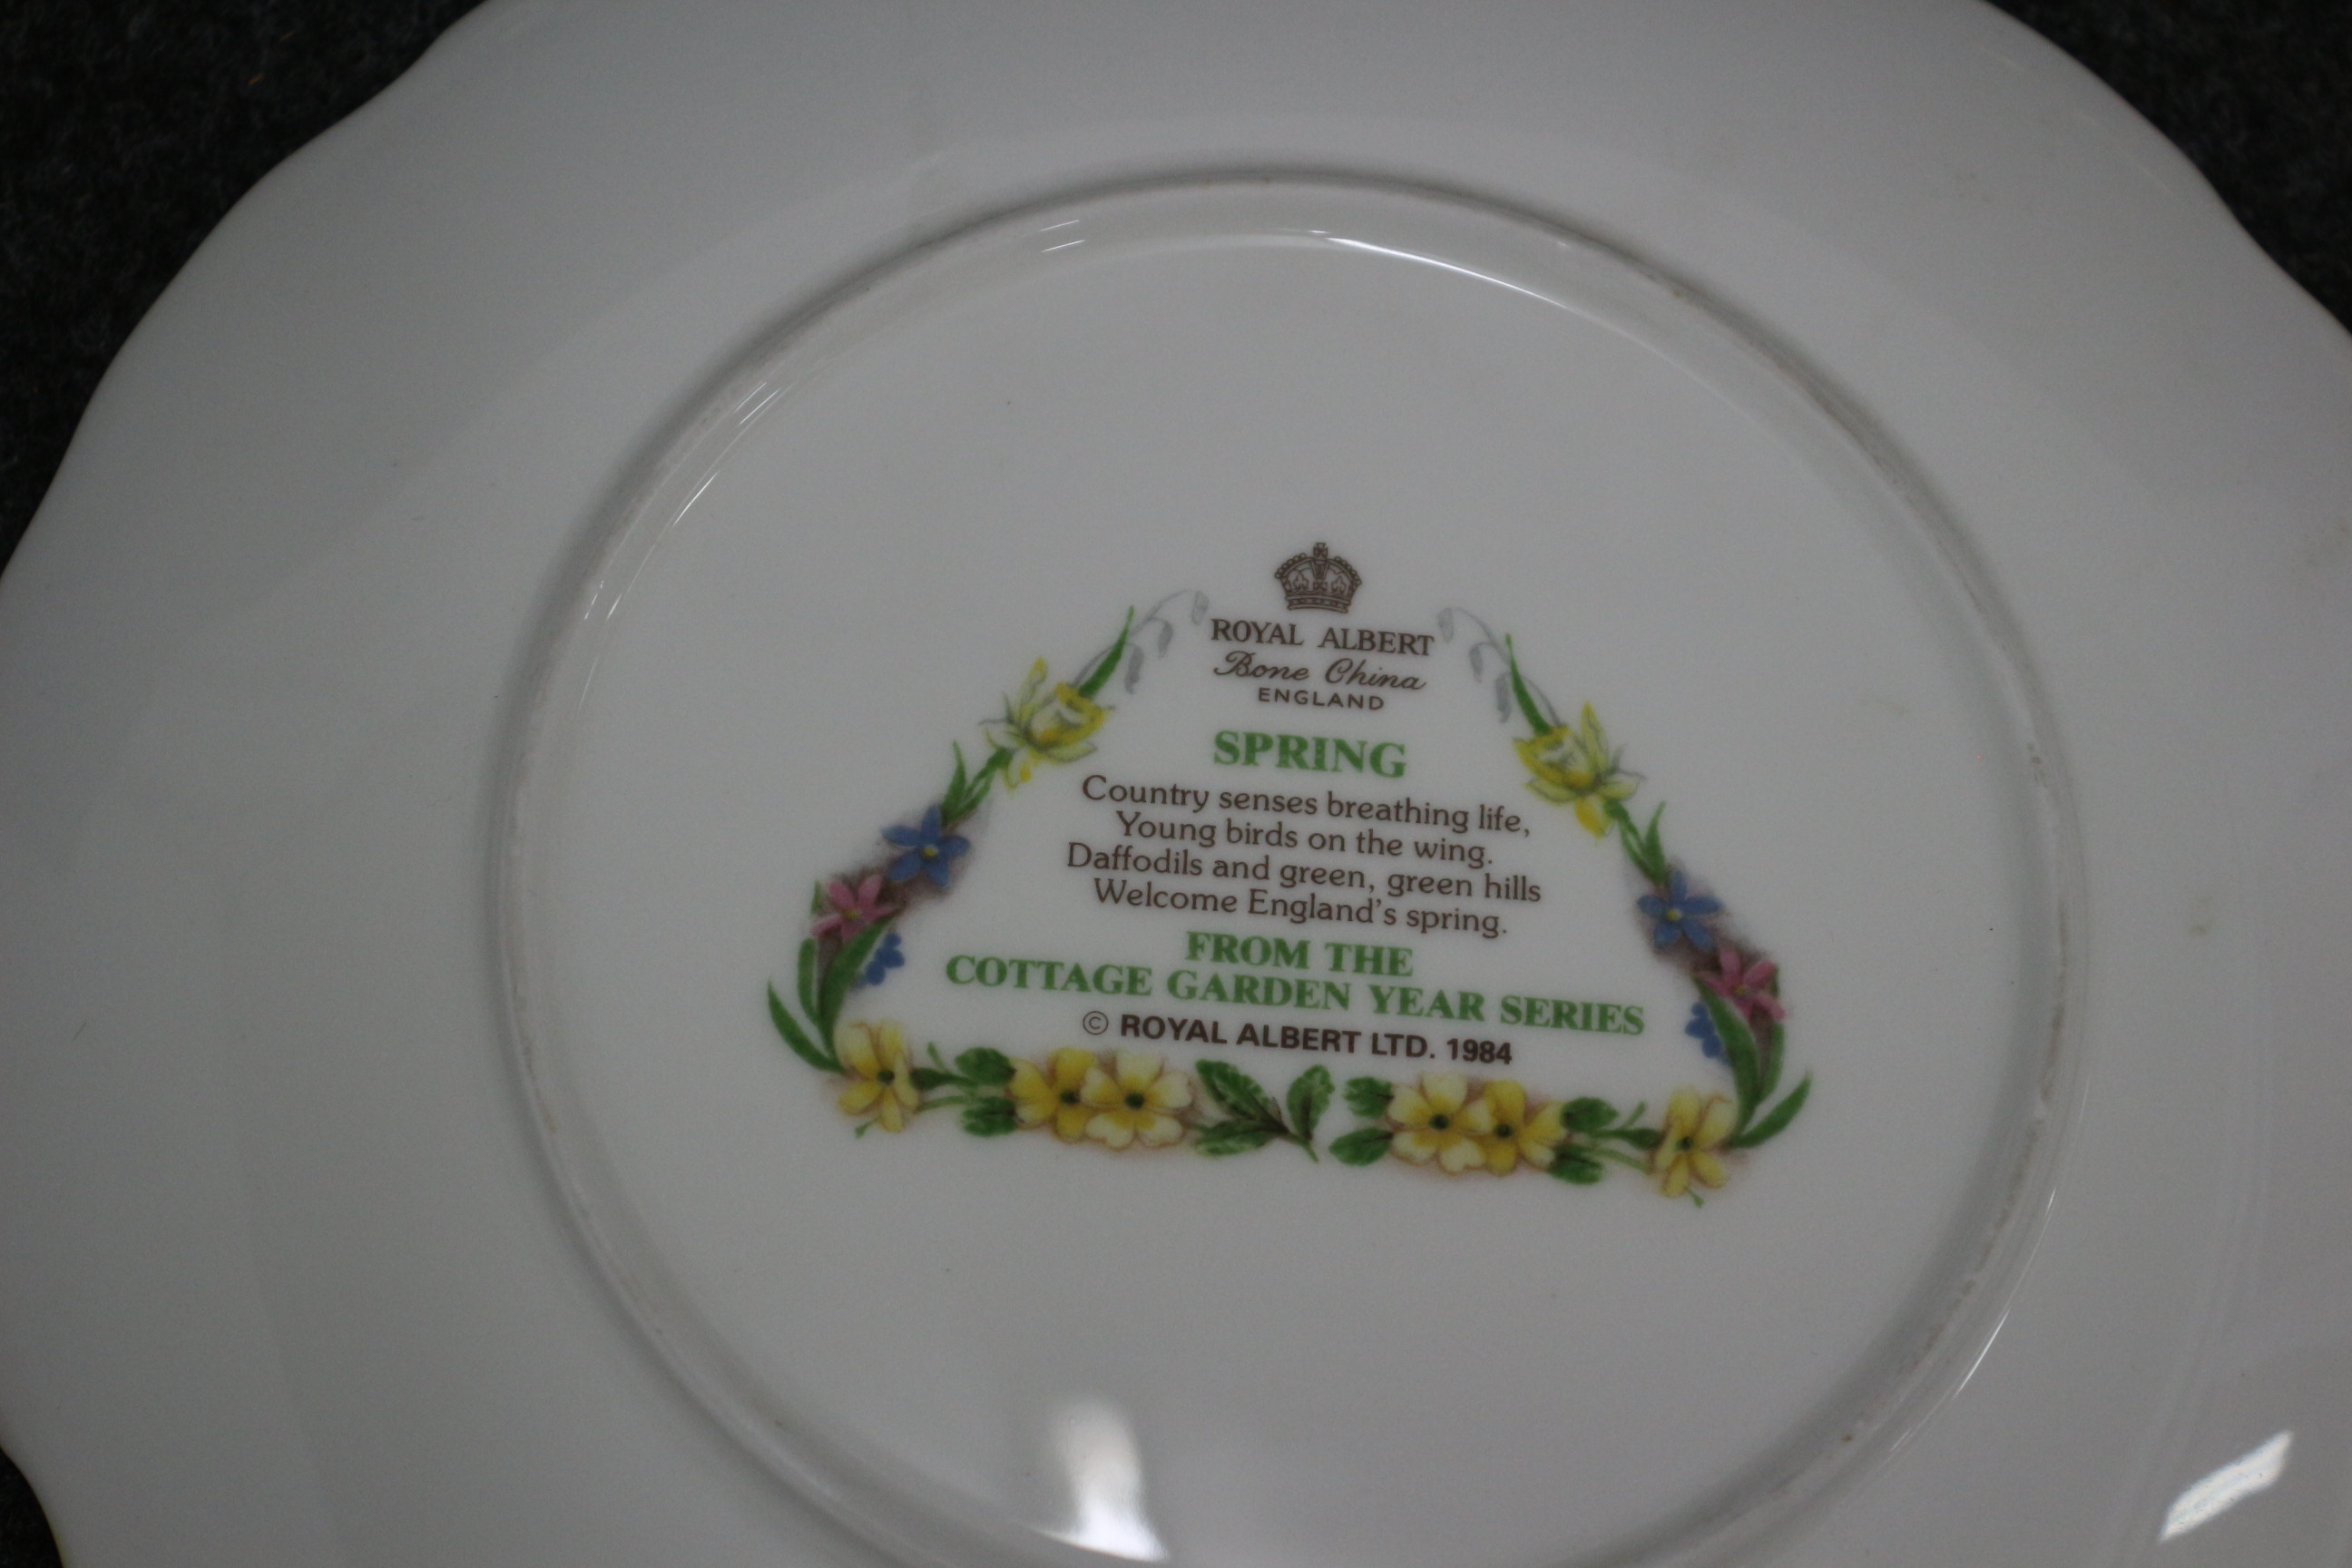 ROYAL ALBERT
Bone China
ENGLAND
SPRING
Country senses breathing life,
Young birds on the wing.
Daffodils and green, green hills
Welcome England's spring.
FROM THE
COTTAGE GARDEN YEAR SERIES
© ROYAL ALBERT LTD. 1984